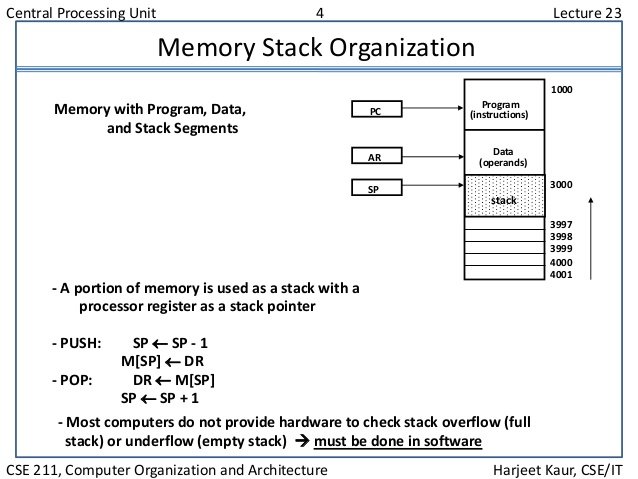 Central Processing Unit
4
Lecture 23
Memory Stack Organization
Memory with Program, Data,
and Stack Segments
PC
AR
SP
Program
(instructions)
Data
(operands)
stack
1000
3000
3997
3998
3999
4000
4001
- A portion of memory is used as a stack with a
processor register as a stack pointer
- PUSH: SP ← SP - 1
M[SP] ← DR
- POP: DR ← M[SP]
SP ← SP + 1
- Most computers do not provide hardware to check stack overflow (full
stack) or underflow (empty stack) → must be done in software
CSE 211, Computer Organization and Architecture
Harjeet Kaur, CSE/IT